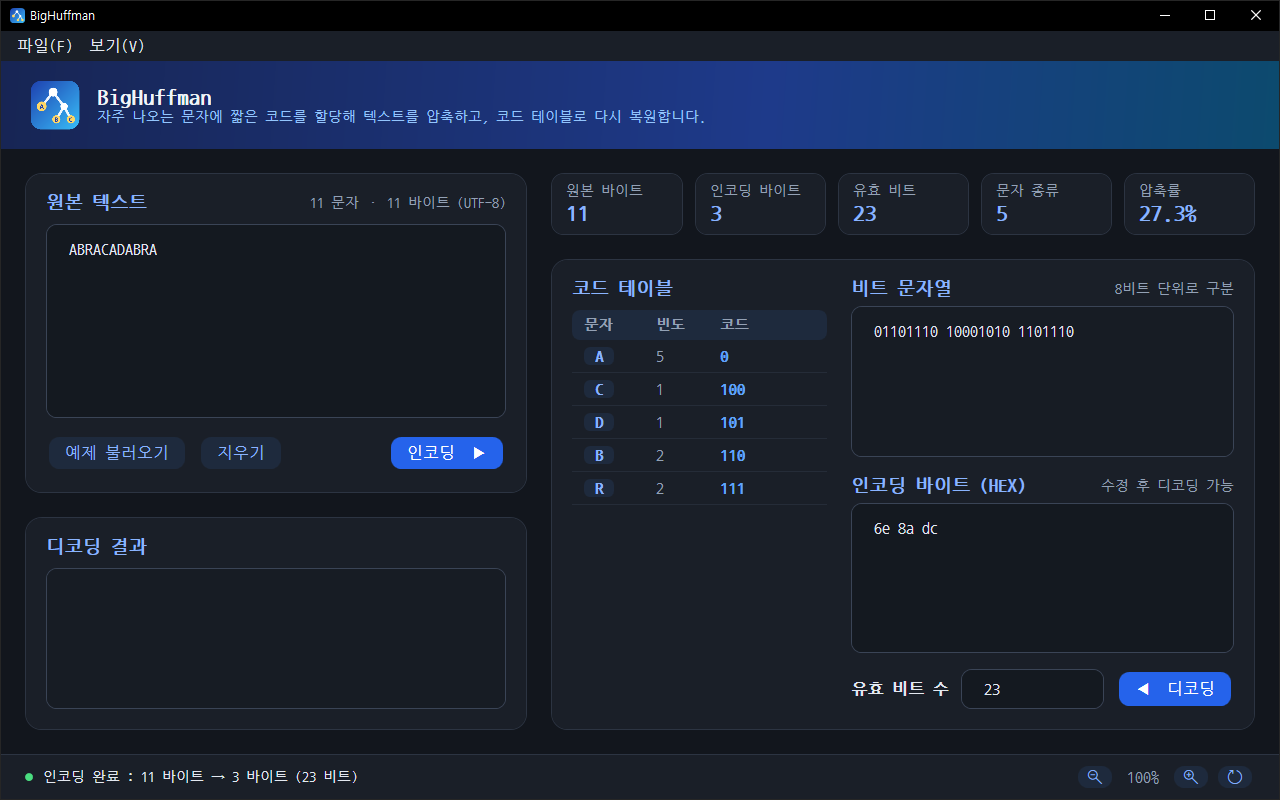 BigHuffman
파일(F) 보기(V)
BigHuffman
자주 나오는 문자에 짧은 코드를 할당해 텍스트를 압축하고, 코드 테이블로 다시 복원합니다.
원본 텍스트 11 문자 · 11 바이트 (UTF-8)
ABRACADABRA
예제 불러오기 지우기 인코딩 ▶
디코딩 결과
원본 바이트 인코딩 바이트 유효 비트 문자 종류 압축률
11 3 23 5 27.3%
코드 테이블
문자 빈도 코드
A 5 0
C 1 100
D 1 101
B 2 110
R 2 111
비트 문자열 8비트 단위로 구분
01101110 10001010 1101110
인코딩 바이트 (HEX) 수정 후 디코딩 가능
6e 8a dc
유효 비트 수 23 ◀ 디코딩
인코딩 완료 : 11 바이트 → 3 바이트 (23 비트) 100%